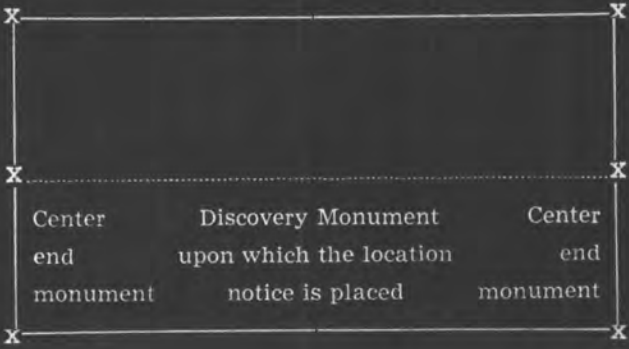 X X
X X
Center Discovery Monument Center
end upon which the location end
monument notice is placed monument
X X